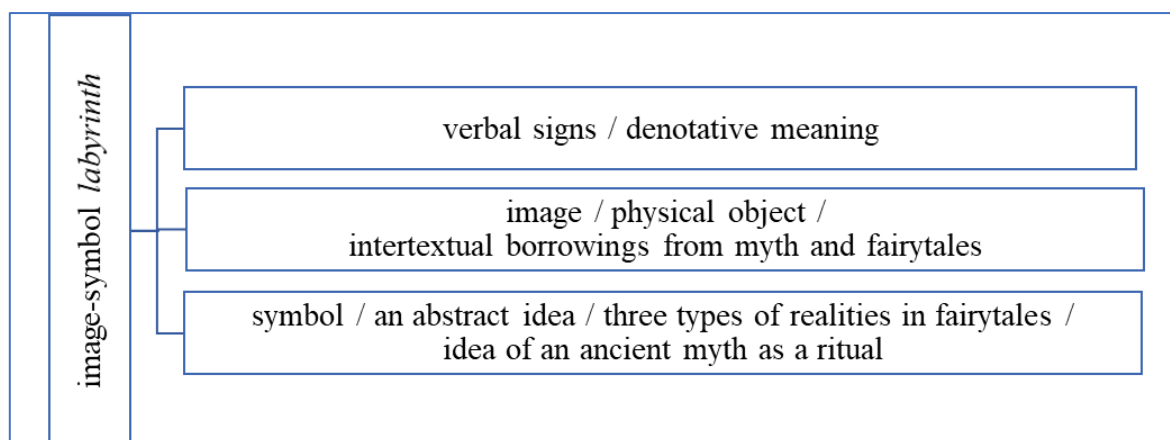 image-symbol labyrinth
verbal signs / denotative meaning
image / physical object /
intertextual borrowings from myth and fairytales
symbol / an abstract idea / three types of realities in fairytales /
idea of an ancient myth as a ritual